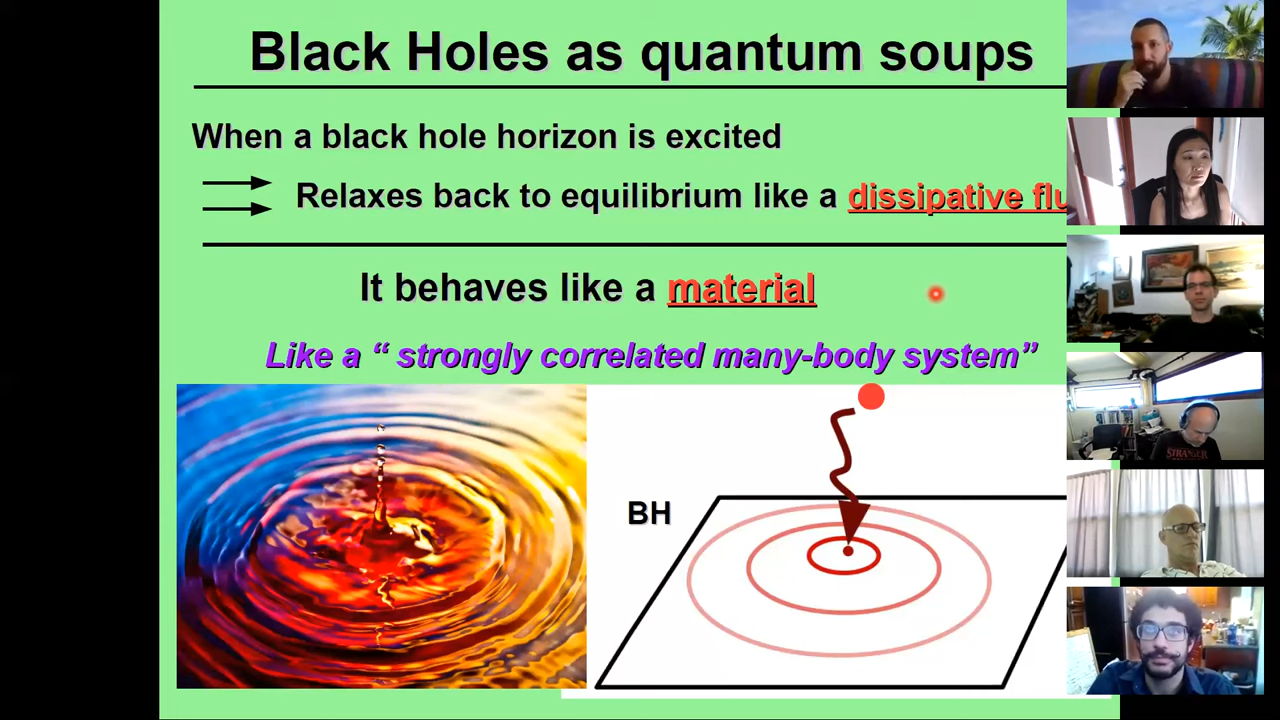 Black Holes as quantum soups
When a black hole horizon is excited
Relaxes back to equilibrium like a dissipative flu
It behaves like a material
Like a “ strongly correlated many-body system”
BH
STRANGER